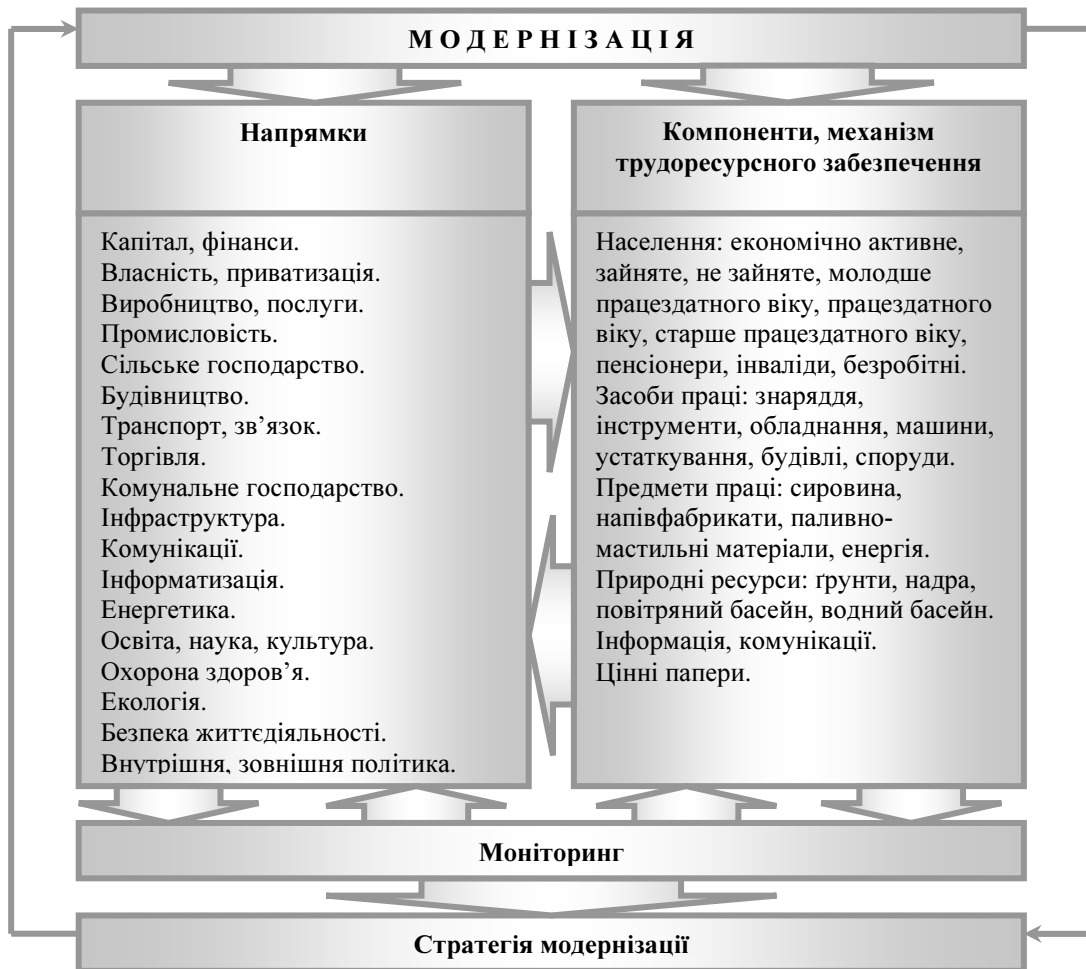 МОДЕРНІЗАЦІЯ
Напрямки
Компоненти, механізм
трудоресурсного забезпечення
Капітал, фінанси.
Власність, приватизація.
Виробництво, послуги.
Промисловість.
Сільське господарство.
Будівництво.
Транспорт, зв’язок.
Торгівля.
Комунальне господарство.
Інфраструктура.
Комунікації.
Інформатизація.
Енергетика.
Освіта, наука, культура.
Охорона здоров’я.
Екологія.
Безпека життєдіяльності.
Внутрішня, зовнішня політика.
Населення: економічно активне,
зайняте, не зайняте, молодше
працездатного віку, працездатного
віку, старше працездатного віку,
пенсіонери, інваліди, безробітні.
Засоби праці: знаряддя,
інструменти, обладнання, машини,
устаткування, будівлі, споруди.
Предмети праці: сировина,
напівфабрикати, паливно-
мастильні матеріали, енергія.
Природні ресурси: ґрунти, надра,
повітряний басейн, водний басейн.
Інформація, комунікації.
Цінні папери.
Моніторинг
Стратегія модернізації